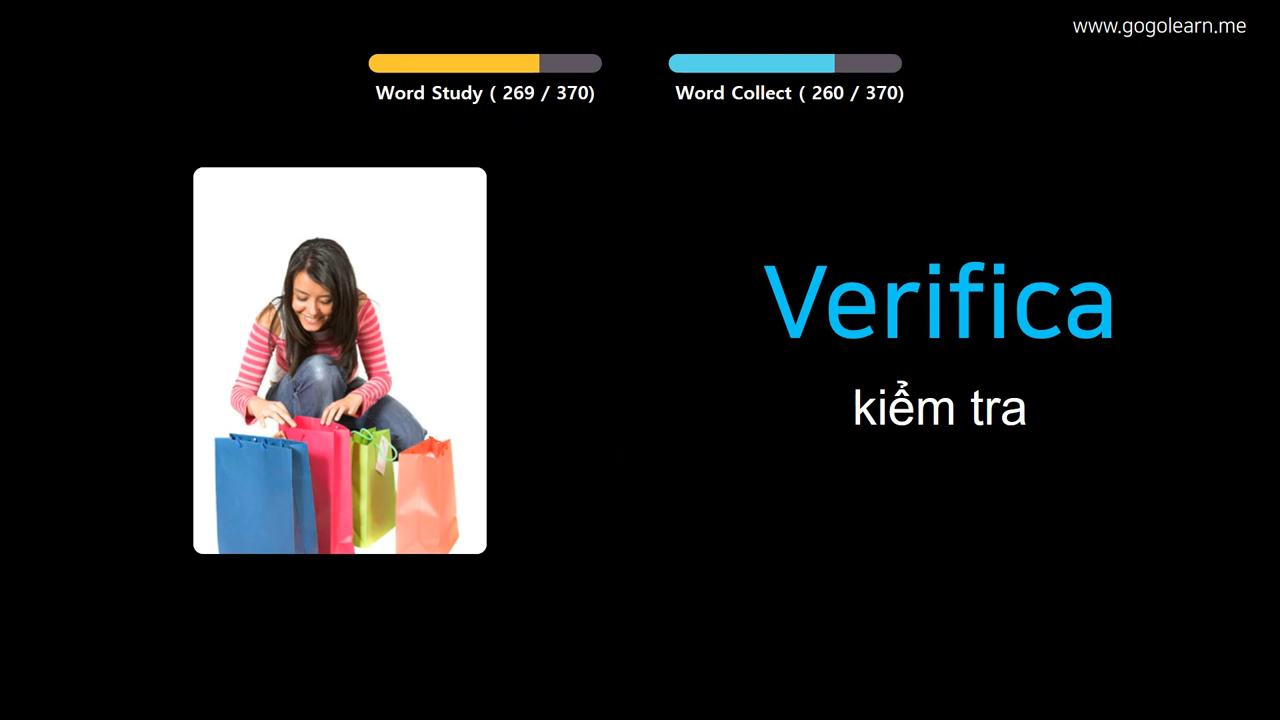 www.gogolearn.me
Word Study ( 269 / 370)
Word Collect ( 260 / 370)
Verifica
kiểm tra